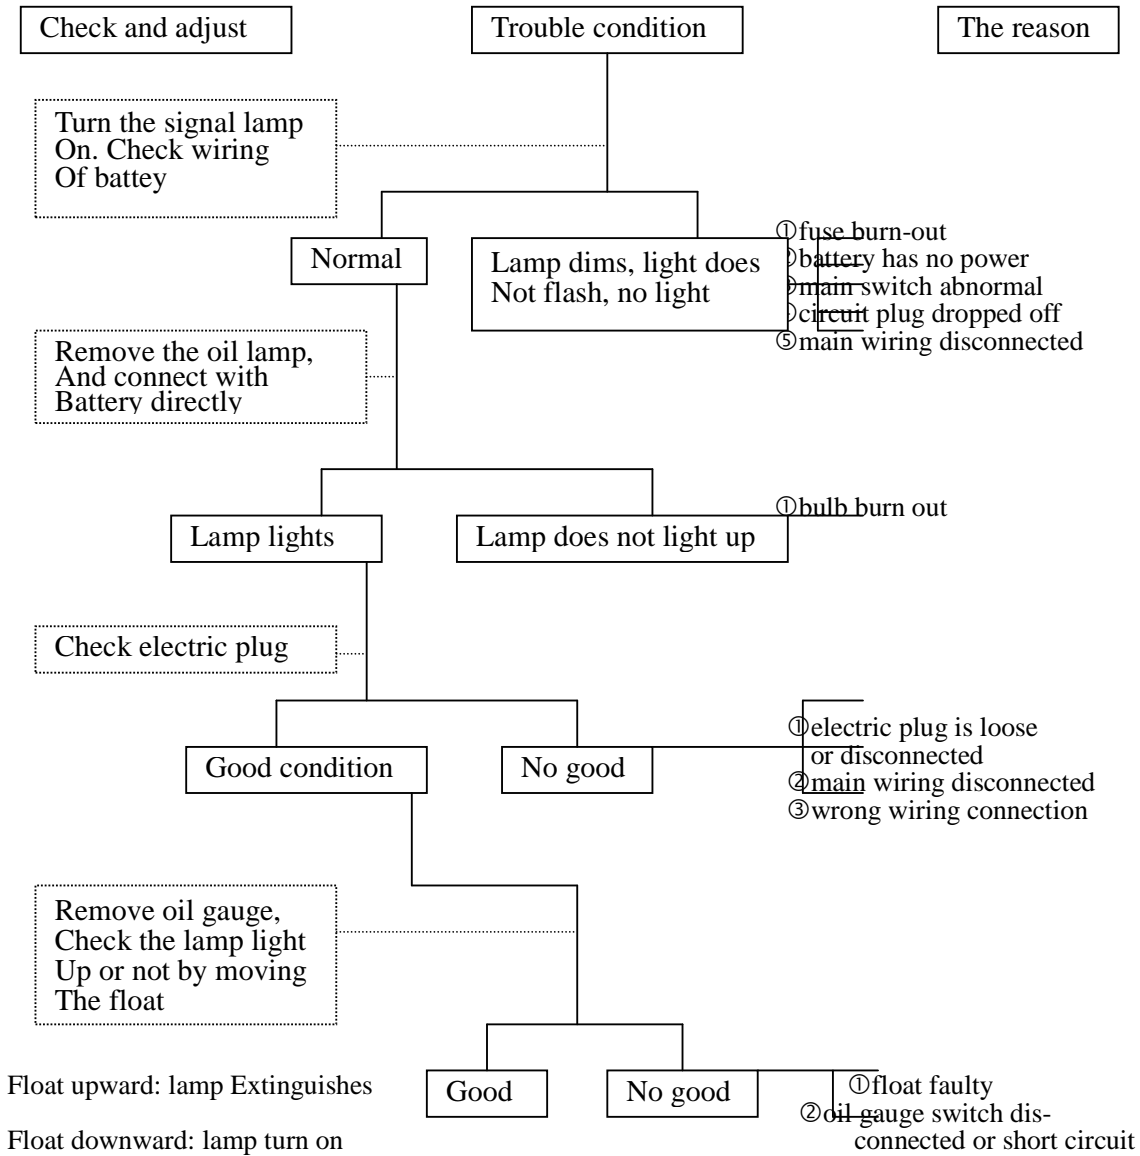 Check and adjust
Trouble condition
The reason
Turn the signal lamp
On. Check wiring
Of battey
Normal
Lamp dims, light does
Not flash, no light
①fuse burn-out
②battery has no power
③main switch abnormal
④circuit plug dropped off
⑤main wiring disconnected
Remove the oil lamp,
And connect with
Battery directly
Lamp lights
Lamp does not light up
①bulb burn out
Check electric plug
Good condition
No good
①electric plug is loose
or disconnected
②main wiring disconnected
③wrong wiring connection
Remove oil gauge,
Check the lamp light
Up or not by moving
The float
Float upward: lamp Extinguishes
Float downward: lamp turn on
Good
No good
①float faulty
②oil gauge switch dis-
connected or short circuit